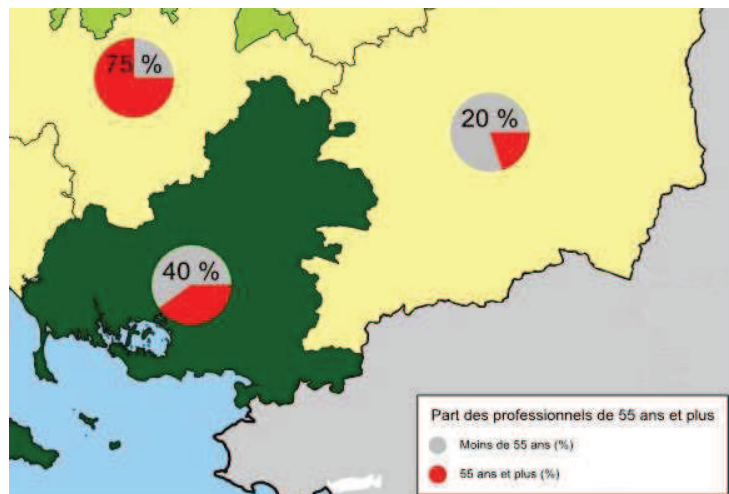 75 %
20 %
40 %
Part des professionnels de 55 ans et plus
Moins de 55 ans (%)
55 ans et plus (%)